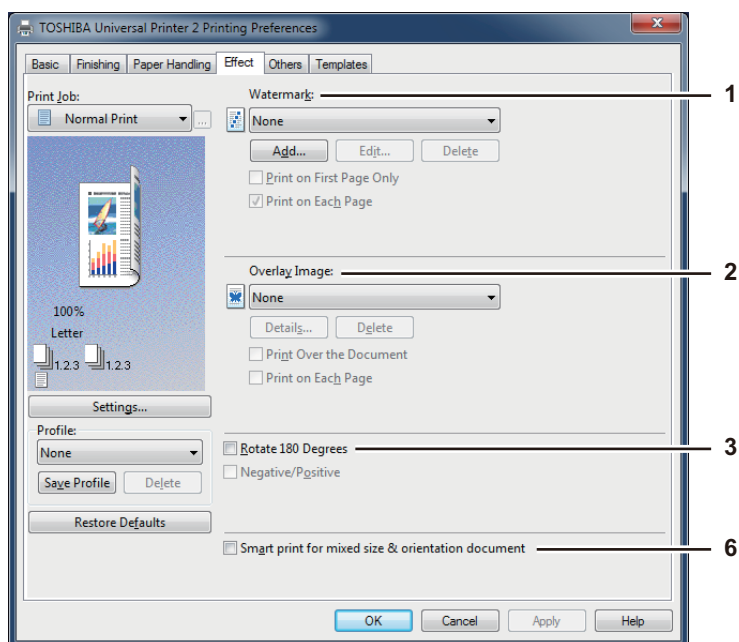 TOSHIBA Universal Printer 2 Printing Preferences
Basic Finishing Paper Handling Effect Others Templates
Print Job:
Normal Print ...
100%
Letter
1.2.3 1.2.3
Settings...
Profile:
None
Save Profile Delete
Restore Defaults
Watermark: 1
None
Add... Edit... Delete
Print on First Page Only
Print on Each Page
Overlay Image: 2
None
Details... Delete
Print Over the Document
Print on Each Page
Rotate 180 Degrees 3
Negative/Positive
Smart print for mixed size & orientation document 6
OK Cancel Apply Help